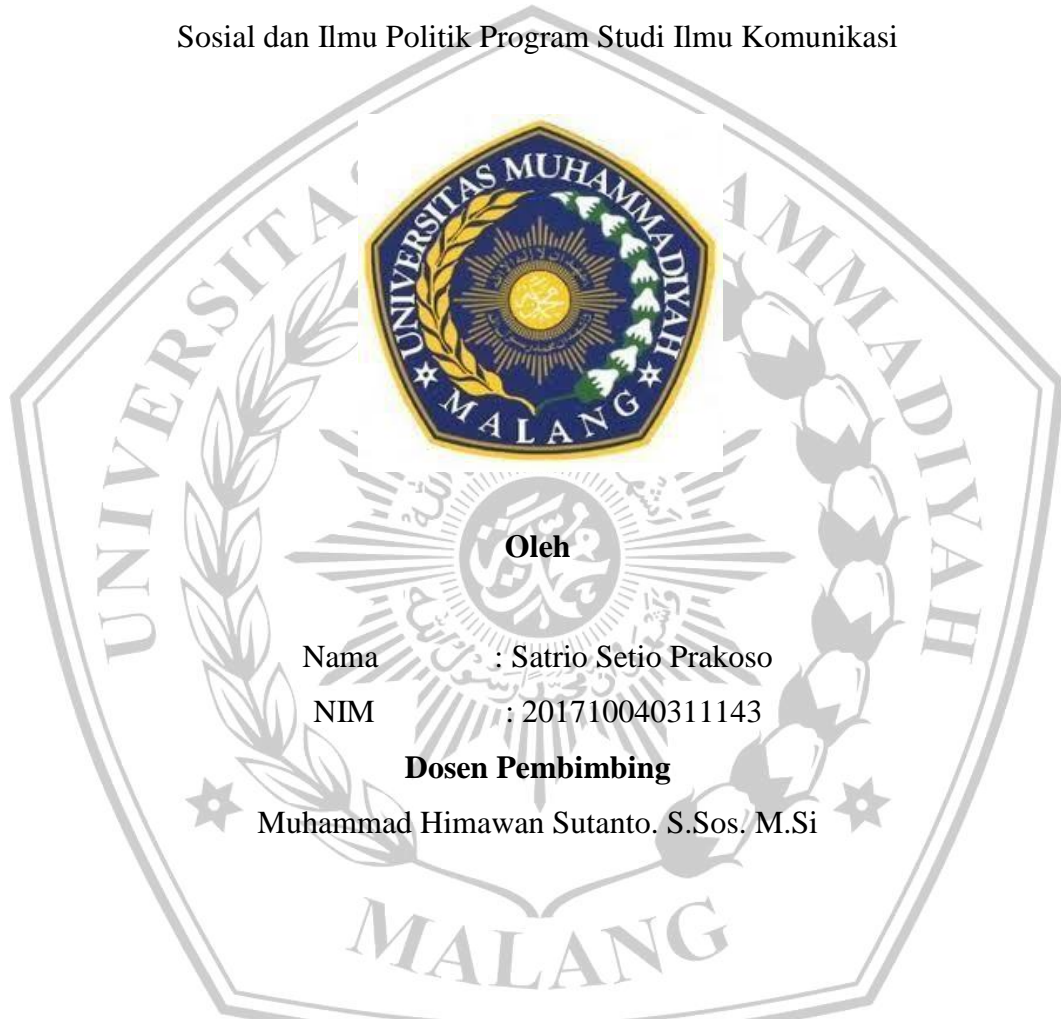 Sosial dan Ilmu Politik Program Studi Ilmu Komunikasi
UNIVERSITAS MUHAMMADIYAH
MALANG
Oleh
Nama : Satrio Setio Prakoso
NIM : 201710040311143
Dosen Pembimbing
Muhammad Himawan Sutanto. S.Sos. M.Si
MALANG